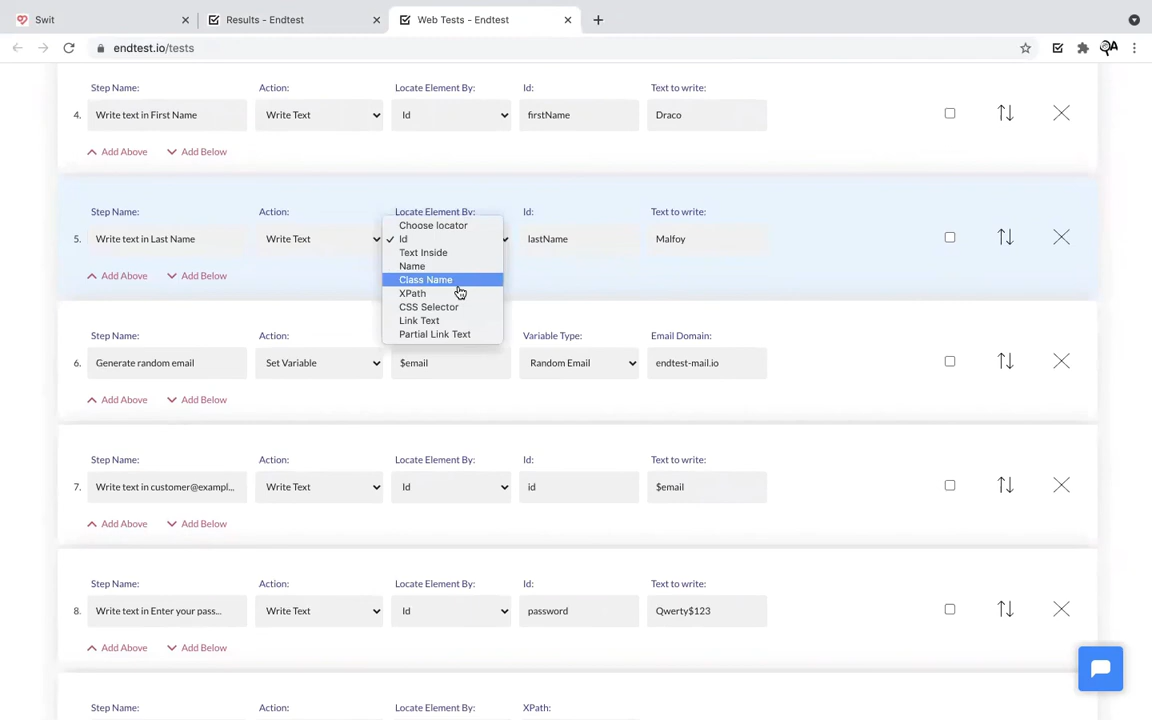 Swit
Results - Endtest
Web Tests - Endtest
endtest.io/tests
QA
Step Name: Action: Locate Element By: Id: Text to write:
4. Write text in First Name Write Text Id firstName Draco
Add Above Add Below
Step Name: Action: Locate Element By: Id: Text to write:
5. Write text in Last Name Write Text lastName Malfoy
Choose locator
Id
Text Inside
Name
Class Name
XPath
CSS Selector
Link Text
Partial Link Text
Add Above Add Below
Step Name: Action: Variable Type: Email Domain:
6. Generate random email Set Variable $email Random Email endtest-mail.io
Add Above Add Below
Step Name: Action: Locate Element By: Id: Text to write:
7. Write text in customer@exampl... Write Text Id id $email
Add Above Add Below
Step Name: Action: Locate Element By: Id: Text to write:
8. Write text in Enter your pass... Write Text Id password Qwerty$123
Add Above Add Below
Step Name: Action: Locate Element By: XPath: